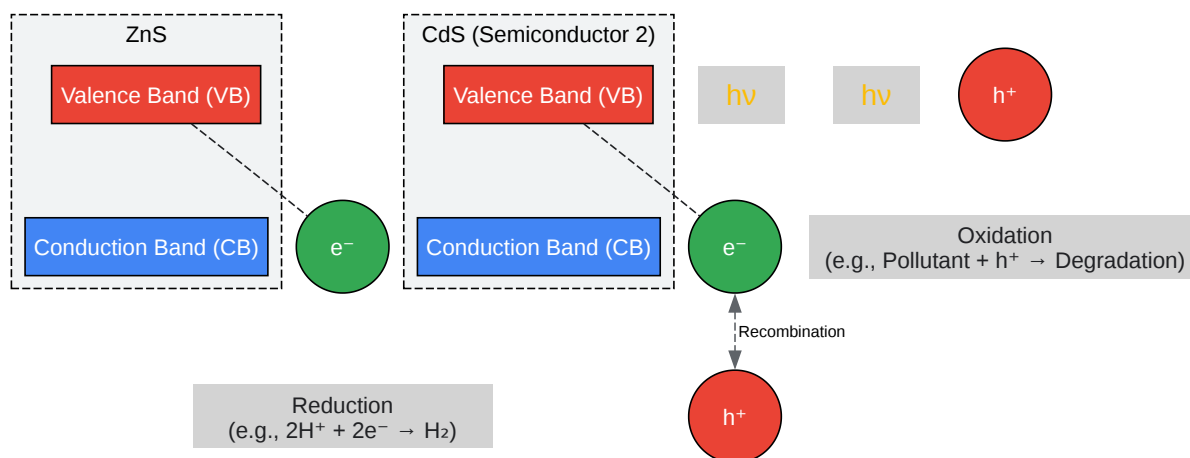 ZnS
CdS (Semiconductor 2)
Valence Band (VB)
Valence Band (VB)
hν
hν
h⁺
Conduction Band (CB)
e⁻
Conduction Band (CB)
e⁻
Oxidation
(e.g., Pollutant + h⁺ → Degradation)
Recombination
Reduction
(e.g., 2H⁺ + 2e⁻ → H₂)
h⁺